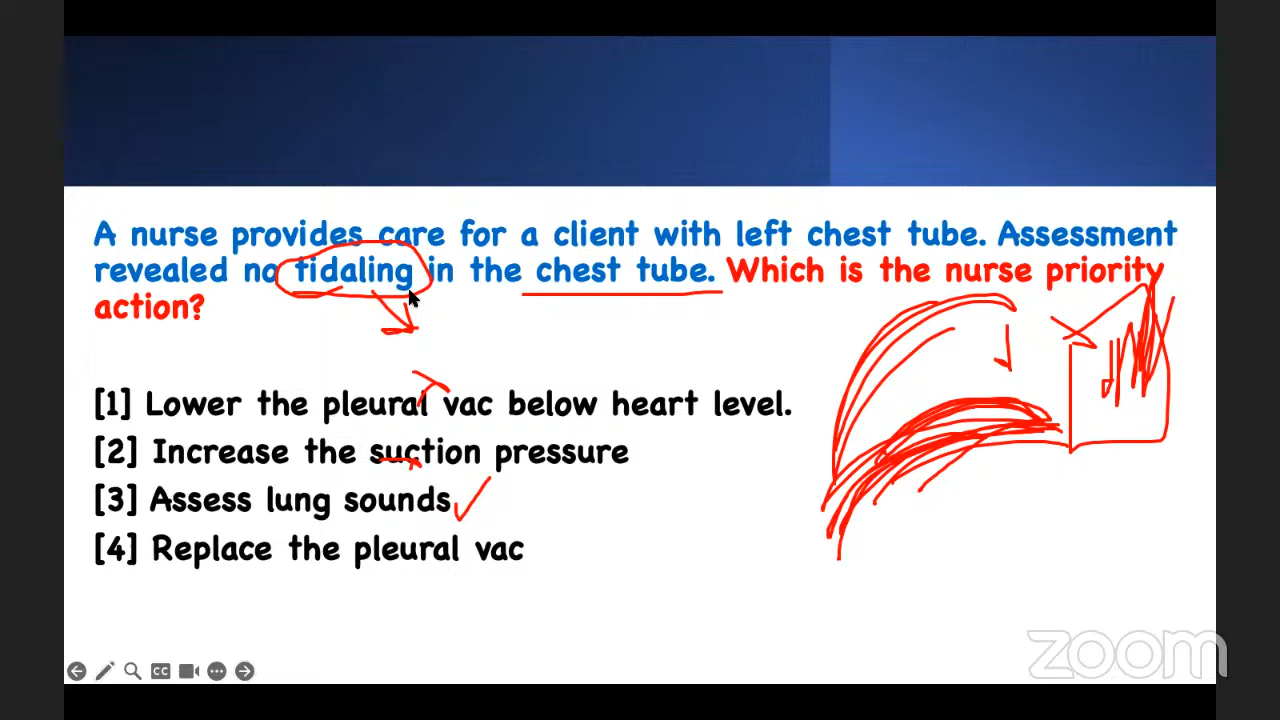 A nurse provides care for a client with left chest tube. Assessment
revealed no tidaling in the chest tube. Which is the nurse priority
action?
[1] Lower the pleural vac below heart level.
[2] Increase the suction pressure
[3] Assess lung sounds
[4] Replace the pleural vac
CC
zoom